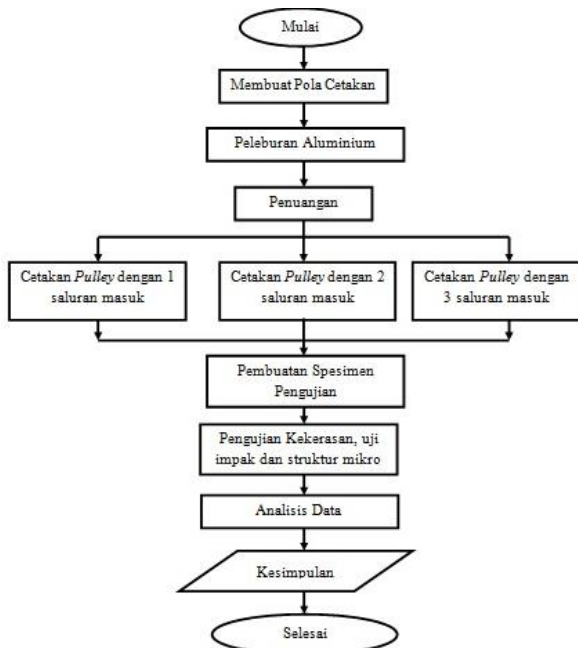 Mulai
Membuat Pola Cetakan
Peleburan Aluminium
Penuangan
Cetakan Pulley dengan 1
saluran masuk
Cetakan Pulley dengan 2
saluran masuk
Cetakan Pulley dengan
3 saluran masuk
Pembuatan Spesimen
Pengujian
Pengujian Kekerasan, uji
impak dan struktur mikro
Analisis Data
Kesimpulan
Selesai